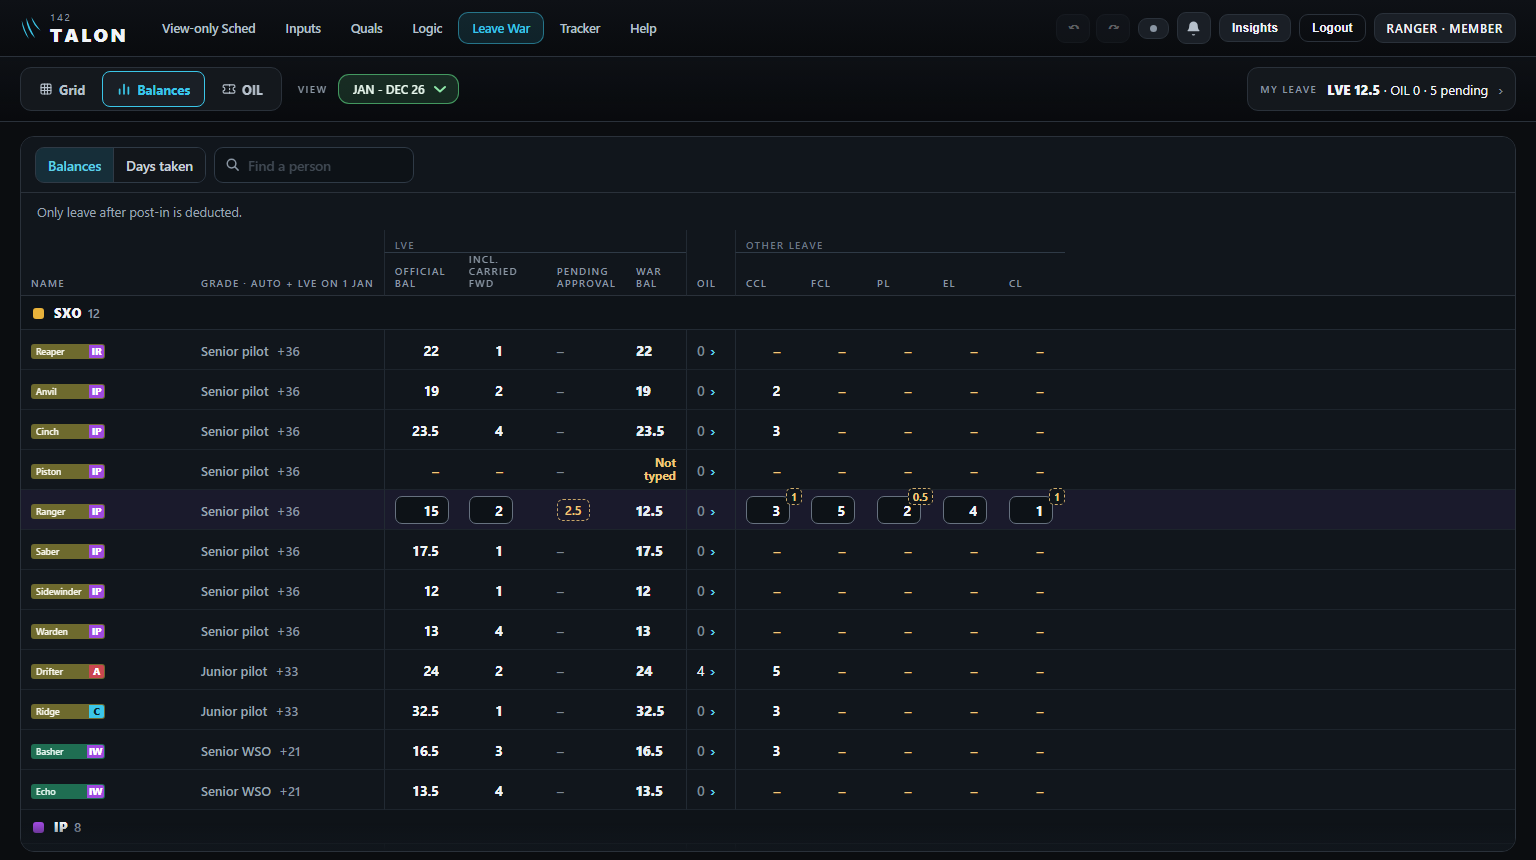 142
TALON
View-only Sched
Inputs
Quals
Logic
Leave War
Tracker
Help
Insights
Logout
RANGER · MEMBER
Grid
Balances
OIL
VIEW
JAN - DEC 26
MY LEAVE LVE 12.5 · OIL 0 · 5 pending ›
Balances
Days taken
Find a person
Only leave after post-in is deducted.
LVE
OTHER LEAVE
NAME
GRADE · AUTO + LVE ON 1 JAN
OFFICIAL BAL
INCL. CARRIED FWD
PENDING APPROVAL
WAR BAL
OIL
CCL
FCL
PL
EL
CL
SXO 12
Reaper IR Senior pilot +36 22 1 – 22 0 › – – – – –
Anvil IP Senior pilot +36 19 2 – 19 0 › 2 – – – –
Cinch IP Senior pilot +36 23.5 4 – 23.5 0 › 3 – – – –
Piston IP Senior pilot +36 – – – Not typed 0 › – – – – –
Ranger IP Senior pilot +36 15 2 2.5 12.5 0 › 3 1 5 2 0.5 4 1 1
Saber IP Senior pilot +36 17.5 1 – 17.5 0 › – – – – –
Sidewinder IP Senior pilot +36 12 1 – 12 0 › – – – – –
Warden IP Senior pilot +36 13 4 – 13 0 › – – – – –
Drifter A Junior pilot +33 24 2 – 24 4 › 5 – – – –
Ridge C Junior pilot +33 32.5 1 – 32.5 0 › 3 – – – –
Basher IW Senior WSO +21 16.5 3 – 16.5 0 › 3 – – – –
Echo IW Senior WSO +21 13.5 4 – 13.5 0 › – – – – –
IP 8